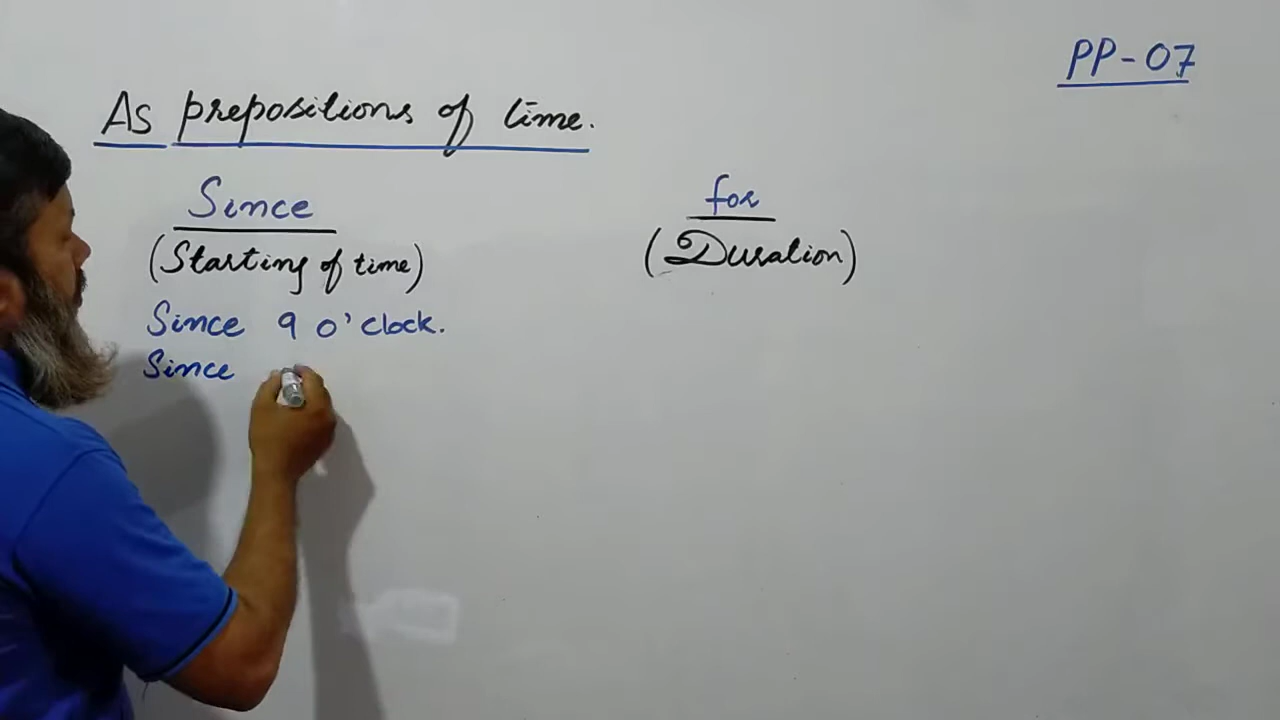 PP-07
As prepositions of time.
Since
(Starting of time)
Since 9 o'clock.
Since
for
(Duration)